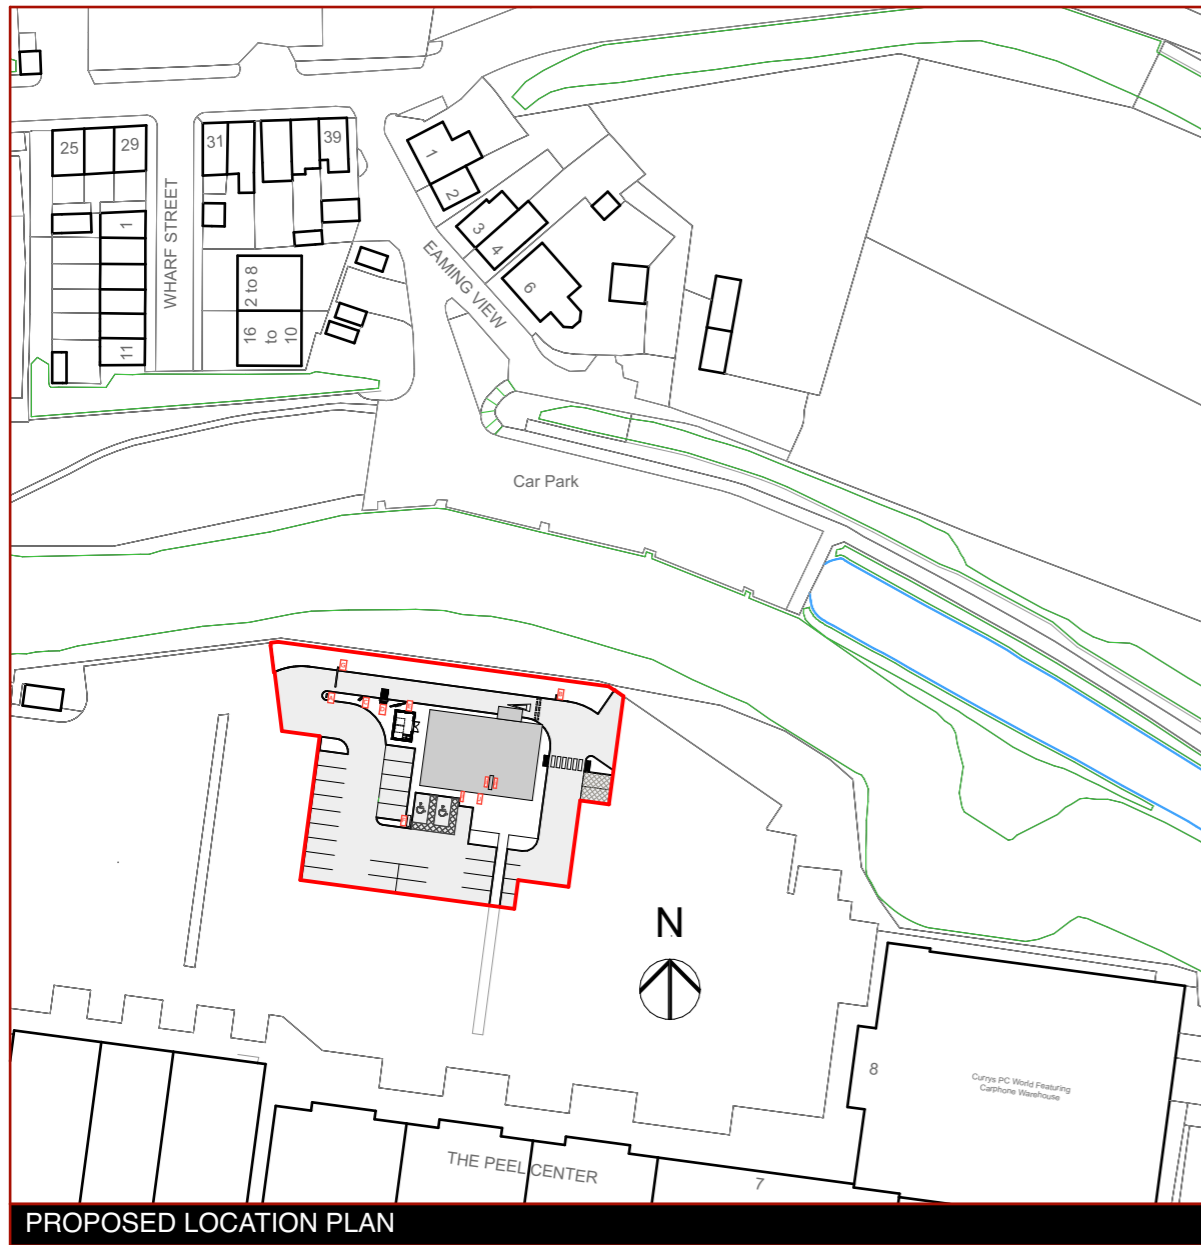 25
29
31
39
1
2
3
4
6
1
11
WHARF STREET
2 to 8
16
to
10
EAMING VIEW
Car Park
N
8
Currys PC World Featuring
Carphone Warehouse
THE PEEL CENTER
7
PROPOSED LOCATION PLAN